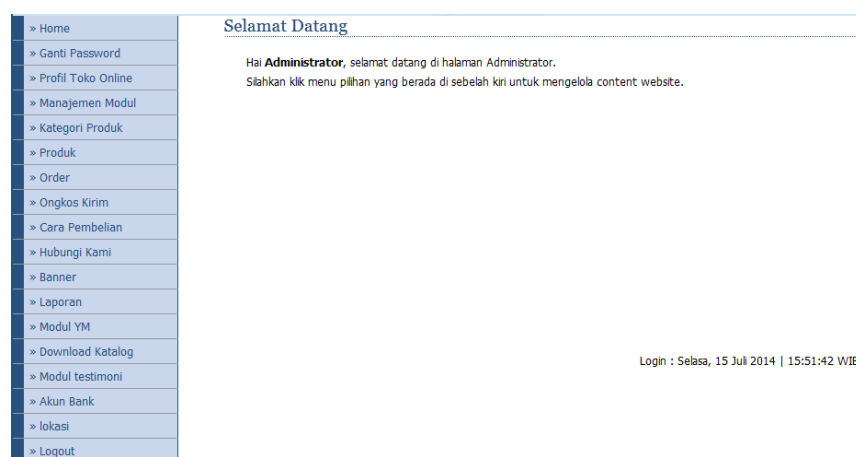 » Home
» Ganti Password
» Profil Toko Online
» Manajemen Modul
» Kategori Produk
» Produk
» Order
» Ongkos Kirim
» Cara Pembelian
» Hubungi Kami
» Banner
» Laporan
» Modul YM
» Download Katalog
» Modul testimoni
» Akun Bank
» lokasi
» Logout
Selamat Datang
Hai Administrator, selamat datang di halaman Administrator.
Silahkan klik menu pilihan yang berada di sebelah kiri untuk mengelola content website.
Login : Selasa, 15 Juli 2014 | 15:51:42 WIB